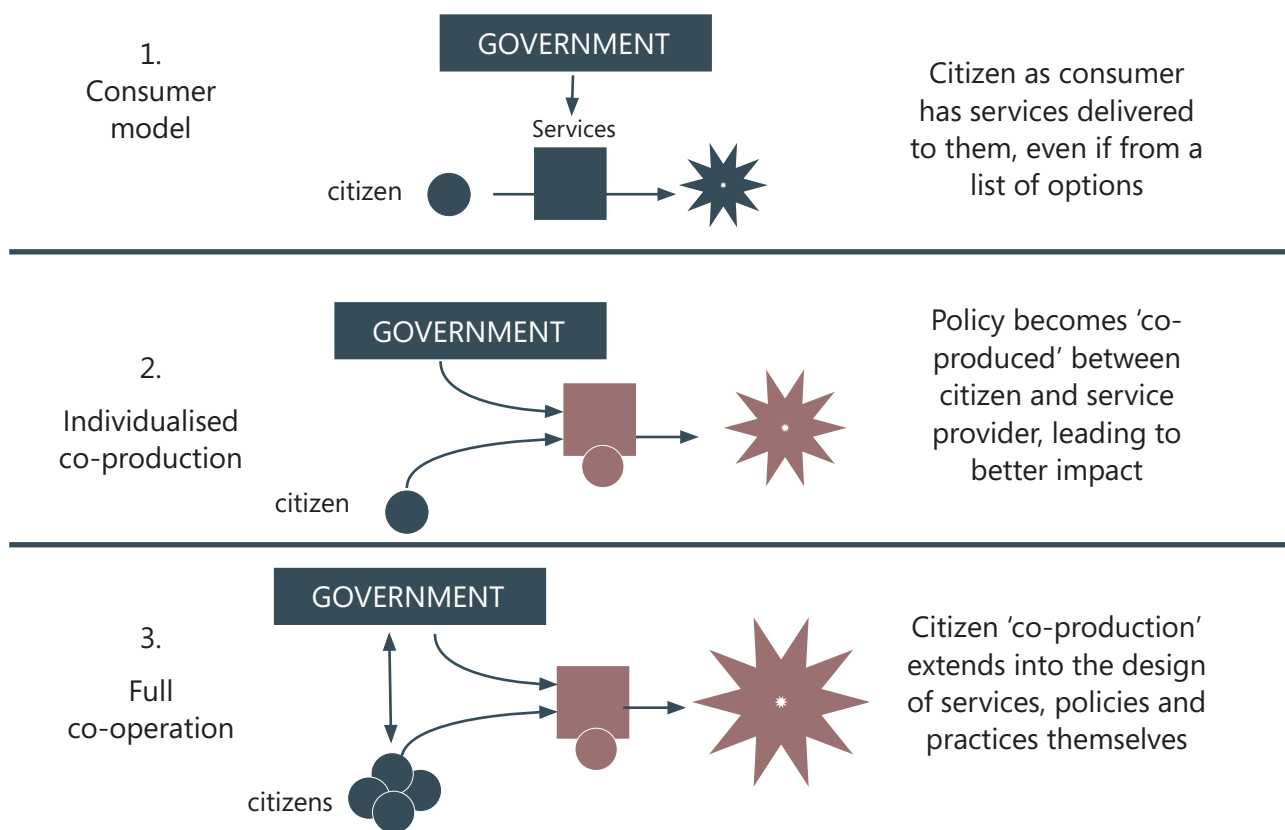 1.
Consumer
model
GOVERNMENT
Services
citizen
Citizen as consumer
has services delivered
to them, even if from a
list of options
2.
Individualised
co-production
GOVERNMENT
citizen
Policy becomes ‘co-
produced’ between
citizen and service
provider, leading to
better impact
3.
Full
co-operation
GOVERNMENT
citizens
Citizen ‘co-production’
extends into the design
of services, policies and
practices themselves